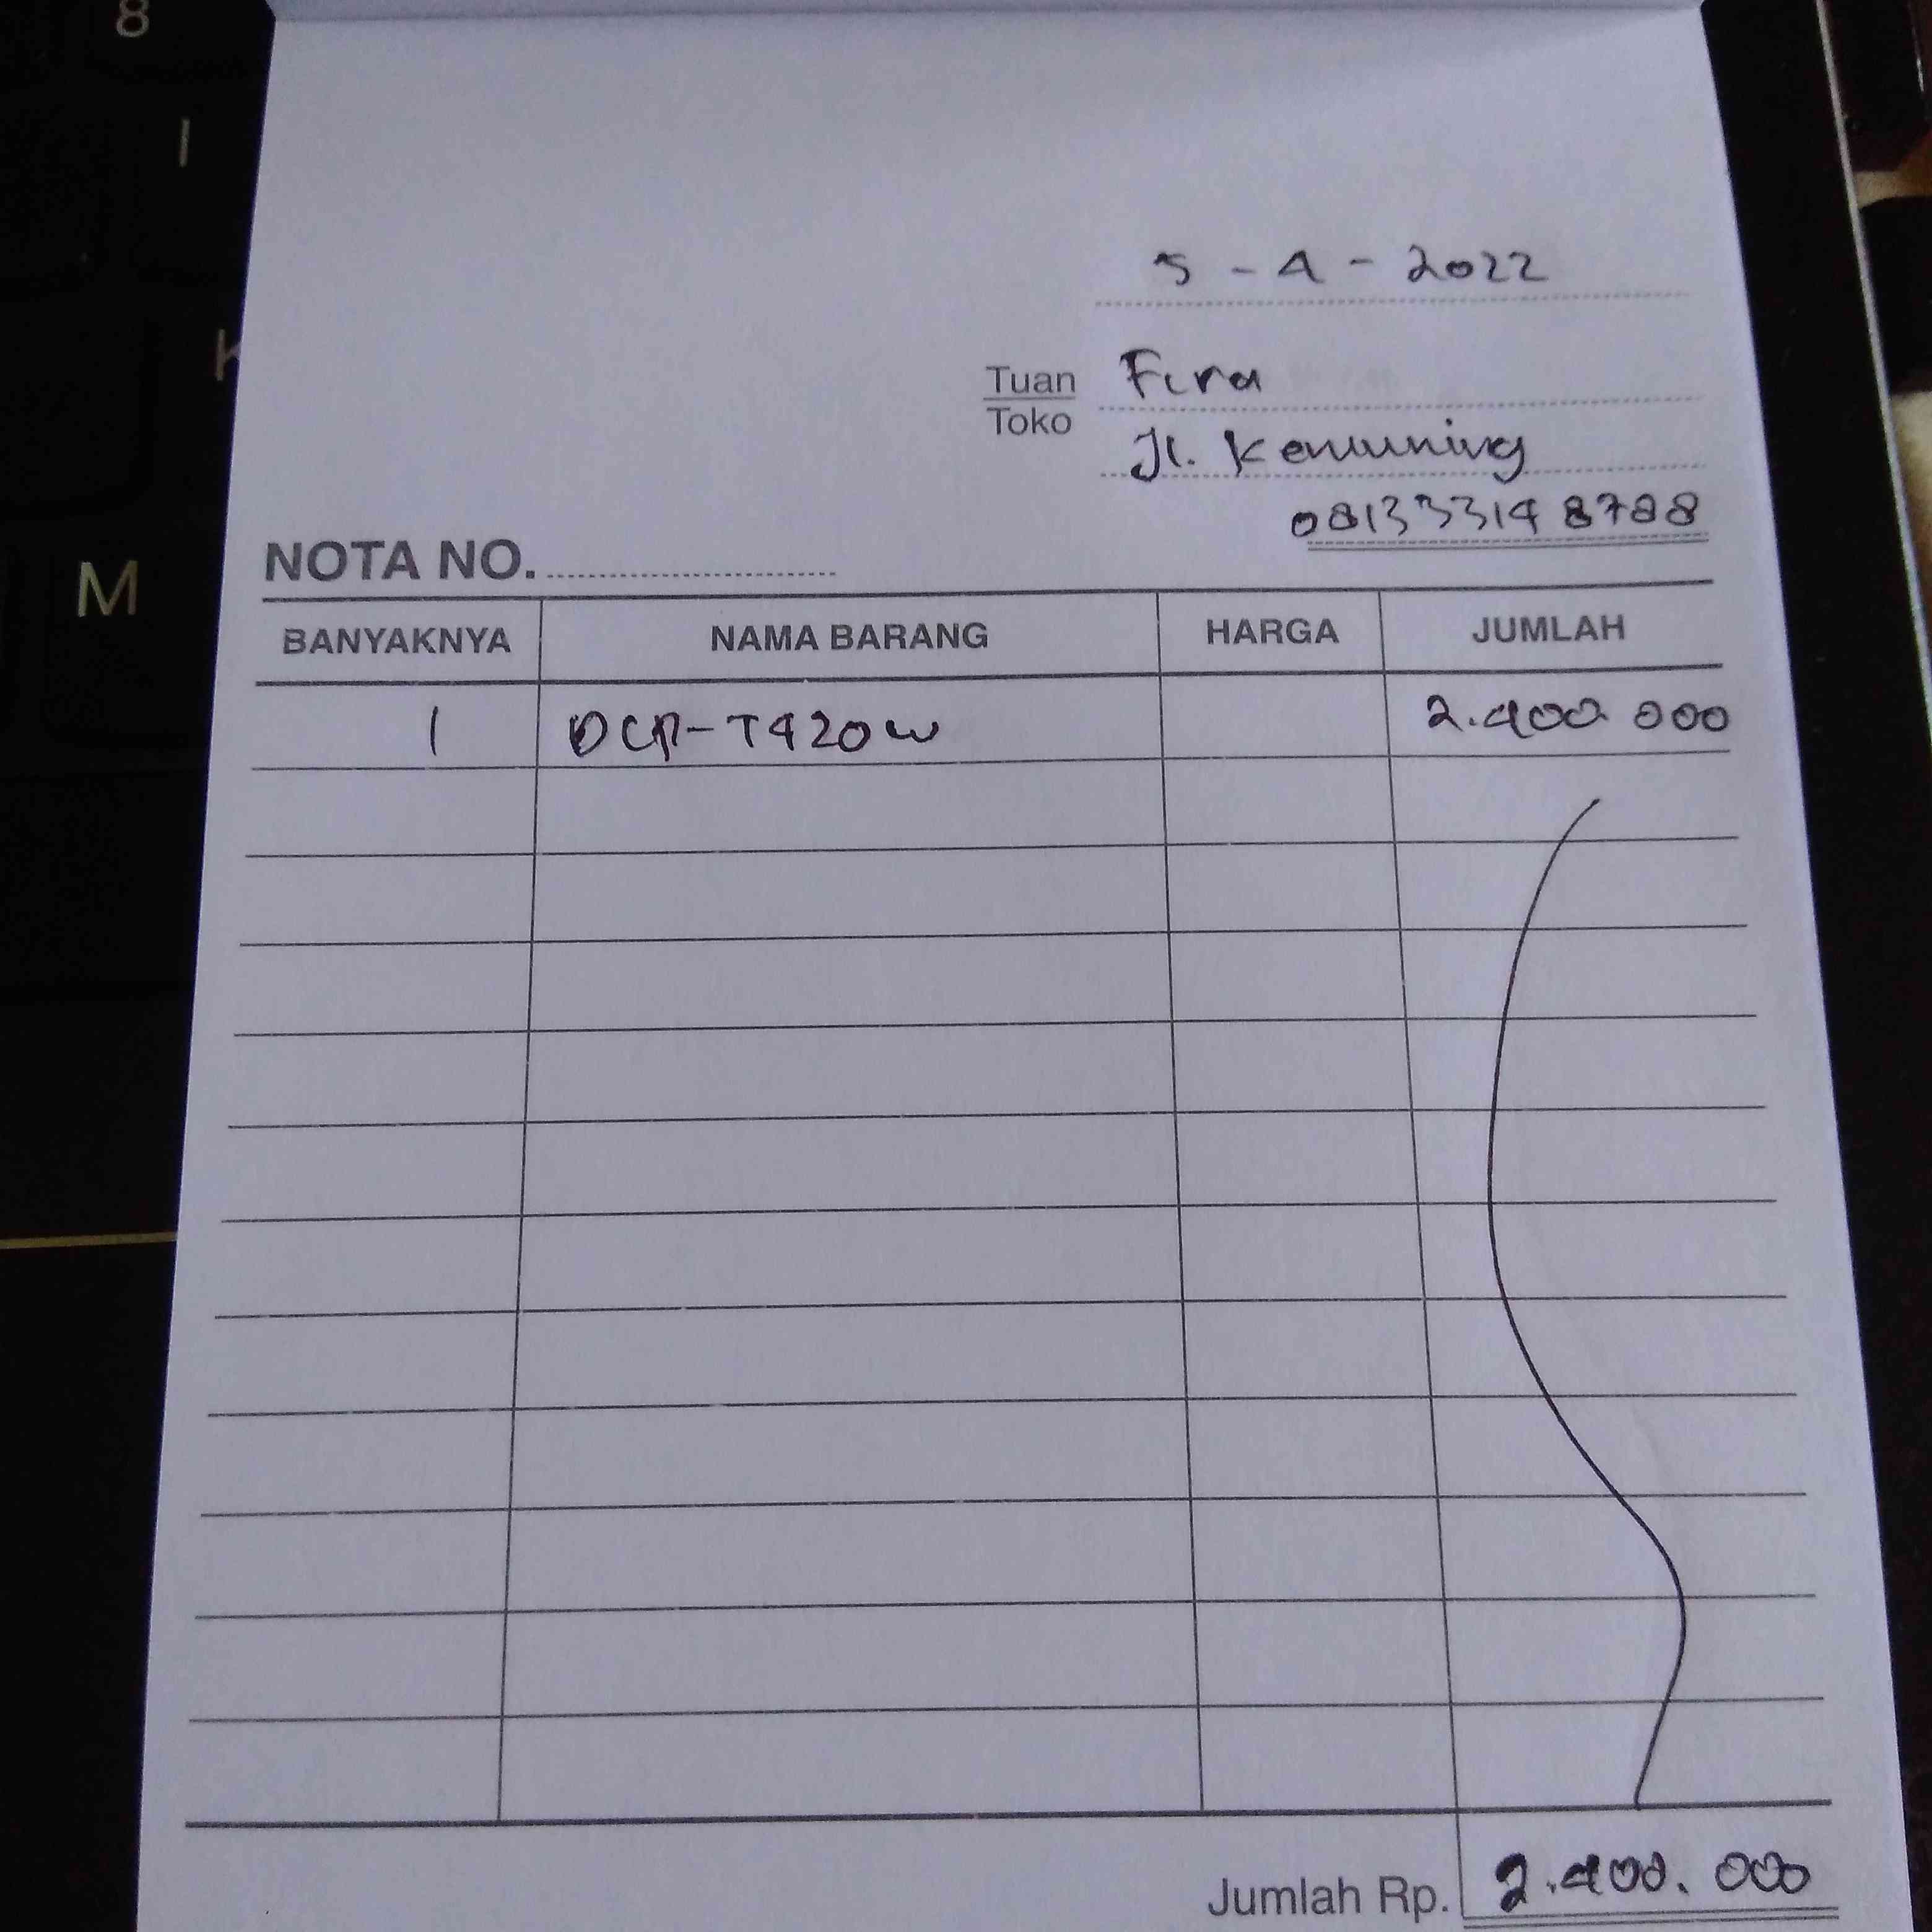 8
I
K
M
5 - 4 - 2022
Tuan Fira
Toko
Jl. Kemuning
081333148788
NOTA NO.
BANYAKNYA NAMA BARANG HARGA JUMLAH
1 DCP-T420W 2.400.000
Jumlah Rp. 2.400.000